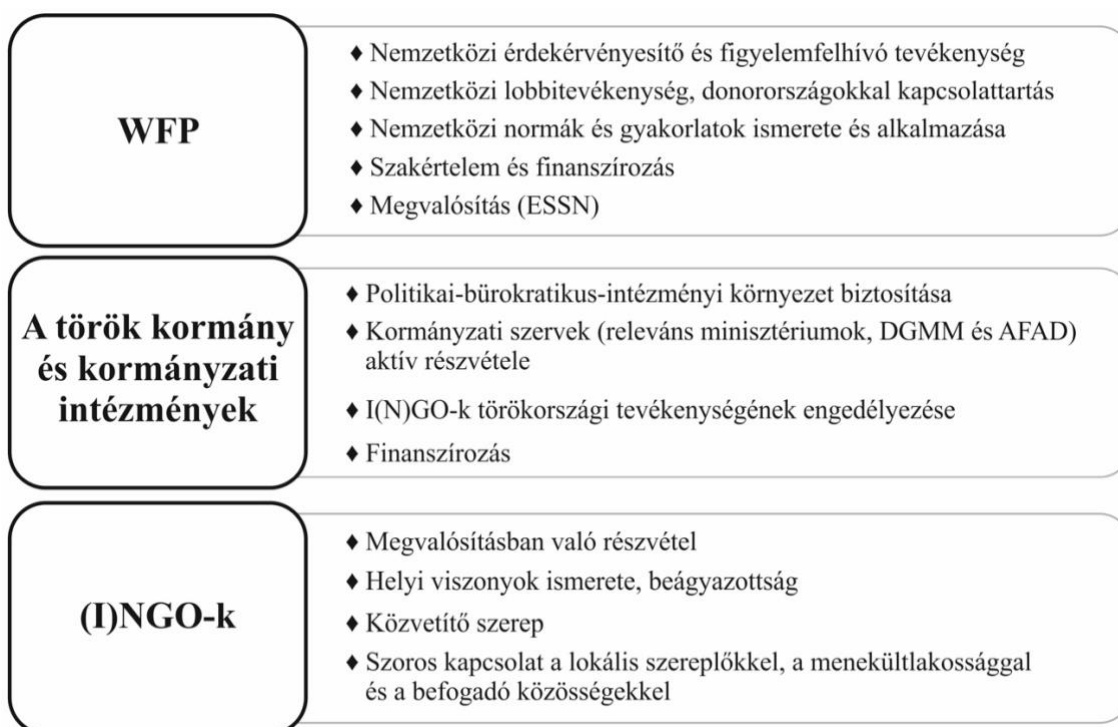 WFP
♦ Nemzetközi érdekérvényesítő és figyelemfelhívó tevékenység
♦ Nemzetközi lobbitevékenység, donorországokkal kapcsolattartás
♦ Nemzetközi normák és gyakorlatok ismerete és alkalmazása
♦ Szakértelem és finanszírozás
♦ Megvalósítás (ESSN)
A török kormány
és kormányzati
intézmények
♦ Politikai-bürokratikus-intézményi környezet biztosítása
♦ Kormányzati szervek (releváns minisztériumok, DGMM és AFAD)
aktív részvétele
♦ I(N)GO-k törökországi tevékenységének engedélyezése
♦ Finanszírozás
(I)NGO-k
♦ Megvalósításban való részvétel
♦ Helyi viszonyok ismerete, beágyazottság
♦ Közvetítő szerep
♦ Szoros kapcsolat a lokális szereplőkkel, a menekültlakossággal
és a befogadó közösségekkel